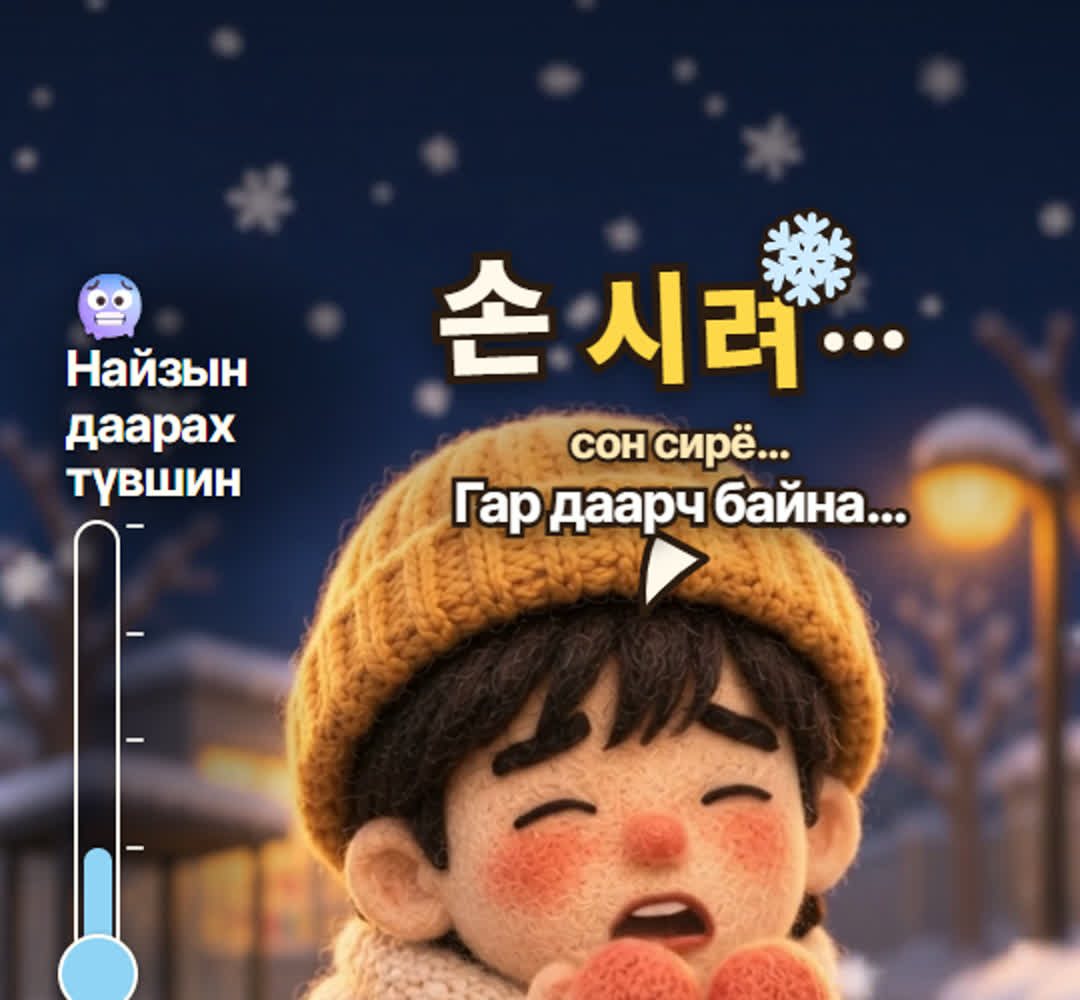 손 시려...
сон сирё...
Гар даарч байна...
Найзын
даарах
түвшин